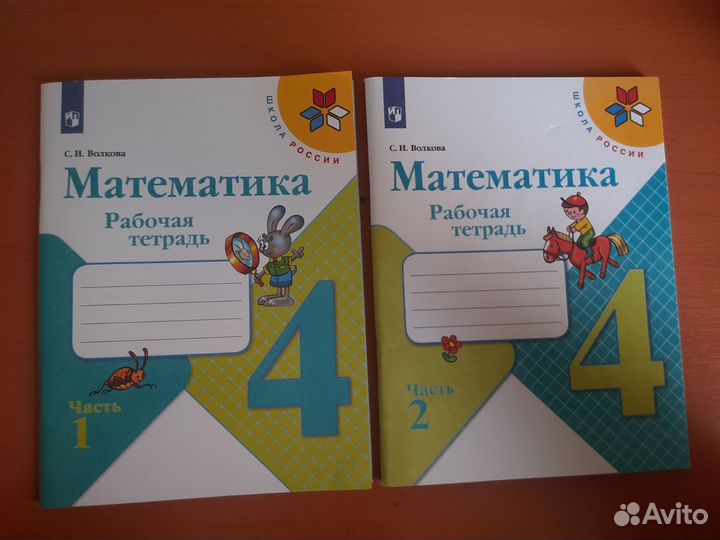 ШКОЛА РОССИИ
С. И. Волкова
Математика
Рабочая
тетрадь
4
Часть
1
ШКОЛА РОССИИ
С. И. Волкова
Математика
Рабочая
тетрадь
4
Часть
2
Avito